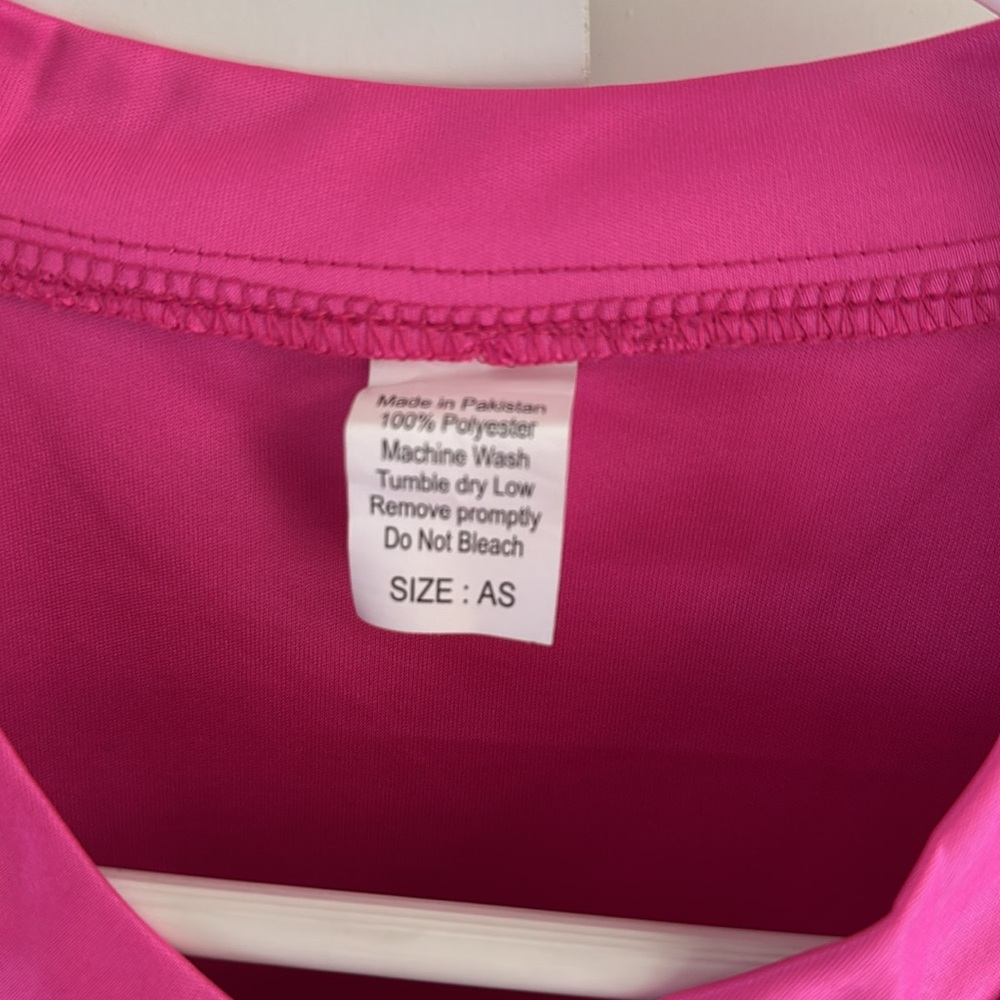 Made in Pakistan
100% Polyester
Machine Wash
Tumble dry Low
Remove promptly
Do Not Bleach
SIZE : AS